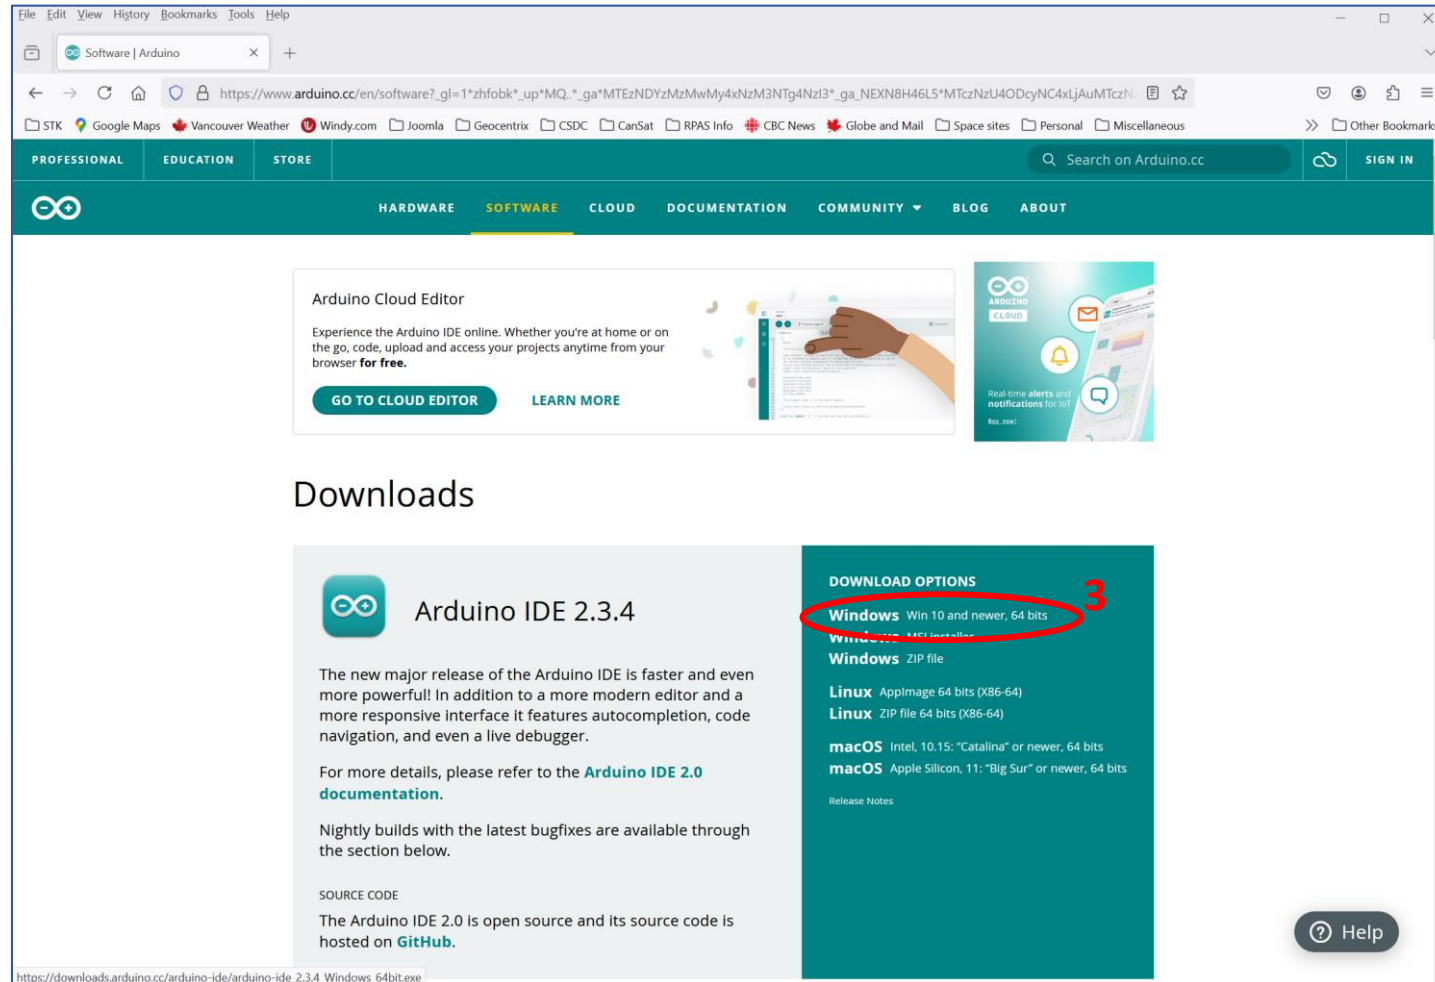 File Edit View History Bookmarks Tools Help
Software | Arduino
https://www.arduino.cc/en/software?_gl=1*zhfobk*_up*MQ..*_ga*MTEzNDYzMzMwMy4xNzM3NTg4NzI3*_ga_NEXN8H46L5*MTczNzU4ODcyNC4xLjAuMTczN
STK Google Maps Vancouver Weather Windy.com Joomla Geocentrix CSDC CanSat RPAS Info CBC News Globe and Mail Space sites Personal Miscellaneous Other Bookmarks
PROFESSIONAL EDUCATION STORE Search on Arduino.cc SIGN IN
HARDWARE SOFTWARE CLOUD DOCUMENTATION COMMUNITY BLOG ABOUT
Arduino Cloud Editor
Experience the Arduino IDE online. Whether you're at home or on
the go, code, upload and access your projects anytime from your
browser for free.
GO TO CLOUD EDITOR LEARN MORE
ARDUINO
CLOUD
Real-time alerts and
notifications for IoT
Buy now!
Downloads
Arduino IDE 2.3.4
The new major release of the Arduino IDE is faster and even
more powerful! In addition to a more modern editor and a
more responsive interface it features autocompletion, code
navigation, and even a live debugger.
For more details, please refer to the Arduino IDE 2.0
documentation.
Nightly builds with the latest bugfixes are available through
the section below.
SOURCE CODE
The Arduino IDE 2.0 is open source and its source code is
hosted on GitHub.
DOWNLOAD OPTIONS
3
Windows Win 10 and newer, 64 bits
Windows MSI installer
Windows ZIP file
Linux AppImage 64 bits (X86-64)
Linux ZIP file 64 bits (X86-64)
macOS Intel, 10.15: "Catalina" or newer, 64 bits
macOS Apple Silicon, 11: "Big Sur" or newer, 64 bits
Release Notes
Help
https://downloads.arduino.cc/arduino-ide/arduino-ide_2.3.4_Windows_64bit.exe